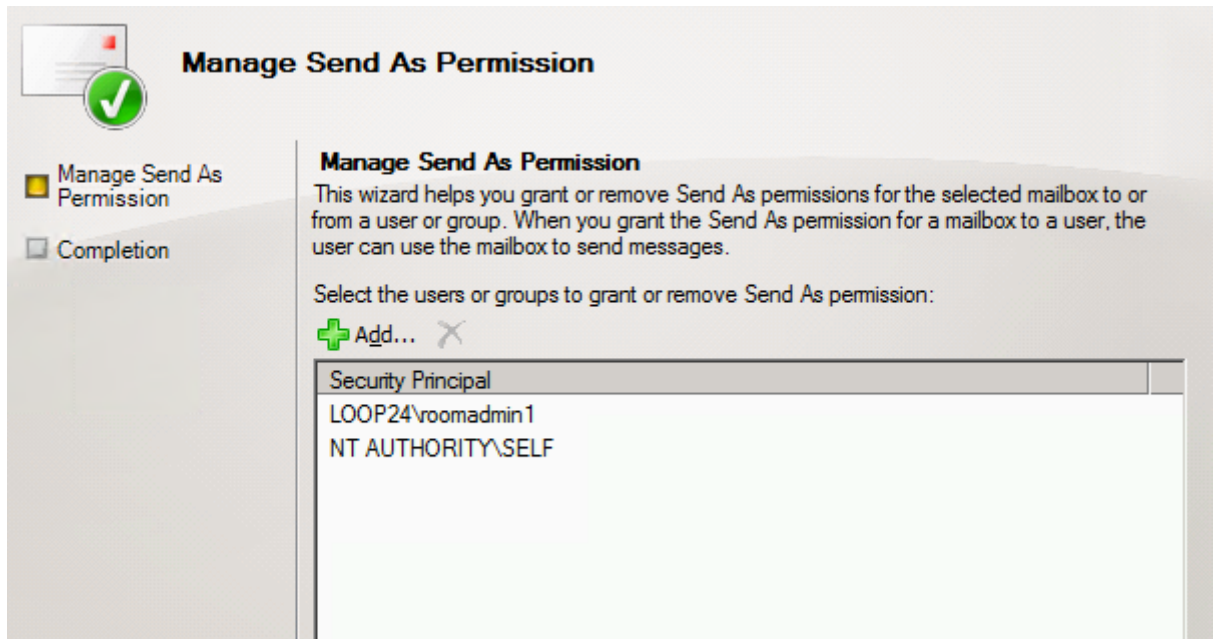 Manage Send As Permission
Manage Send As
Permission
Completion
Manage Send As Permission
This wizard helps you grant or remove Send As permissions for the selected mailbox to or
from a user or group. When you grant the Send As permission for a mailbox to a user, the
user can use the mailbox to send messages.
Select the users or groups to grant or remove Send As permission:
Add...
Security Principal
LOOP24\roomadmin1
NT AUTHORITY\SELF